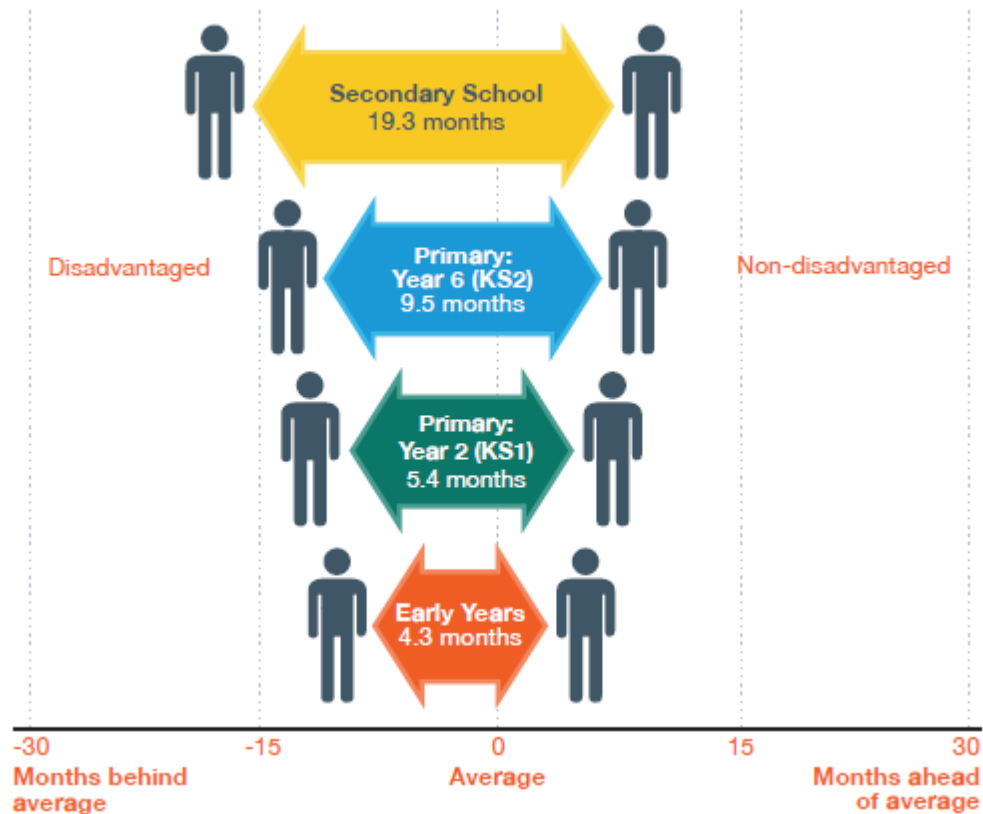 Secondary School
19.3 months
Disadvantaged
Primary:
Year 6 (KS2)
9.5 months
Non-disadvantaged
Primary:
Year 2 (KS1)
5.4 months
Early Years
4.3 months
-30
-15
0
15
30
Months behind
average
Average
Months ahead
of average